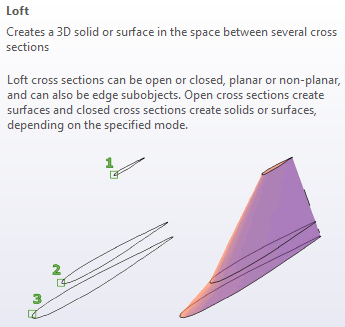 Loft
Creates a 3D solid or surface in the space between several cross
sections
Loft cross sections can be open or closed, planar or non-planar,
and can also be edge subobjects. Open cross sections create
surfaces and closed cross sections create solids or surfaces,
depending on the specified mode.
1
2
3